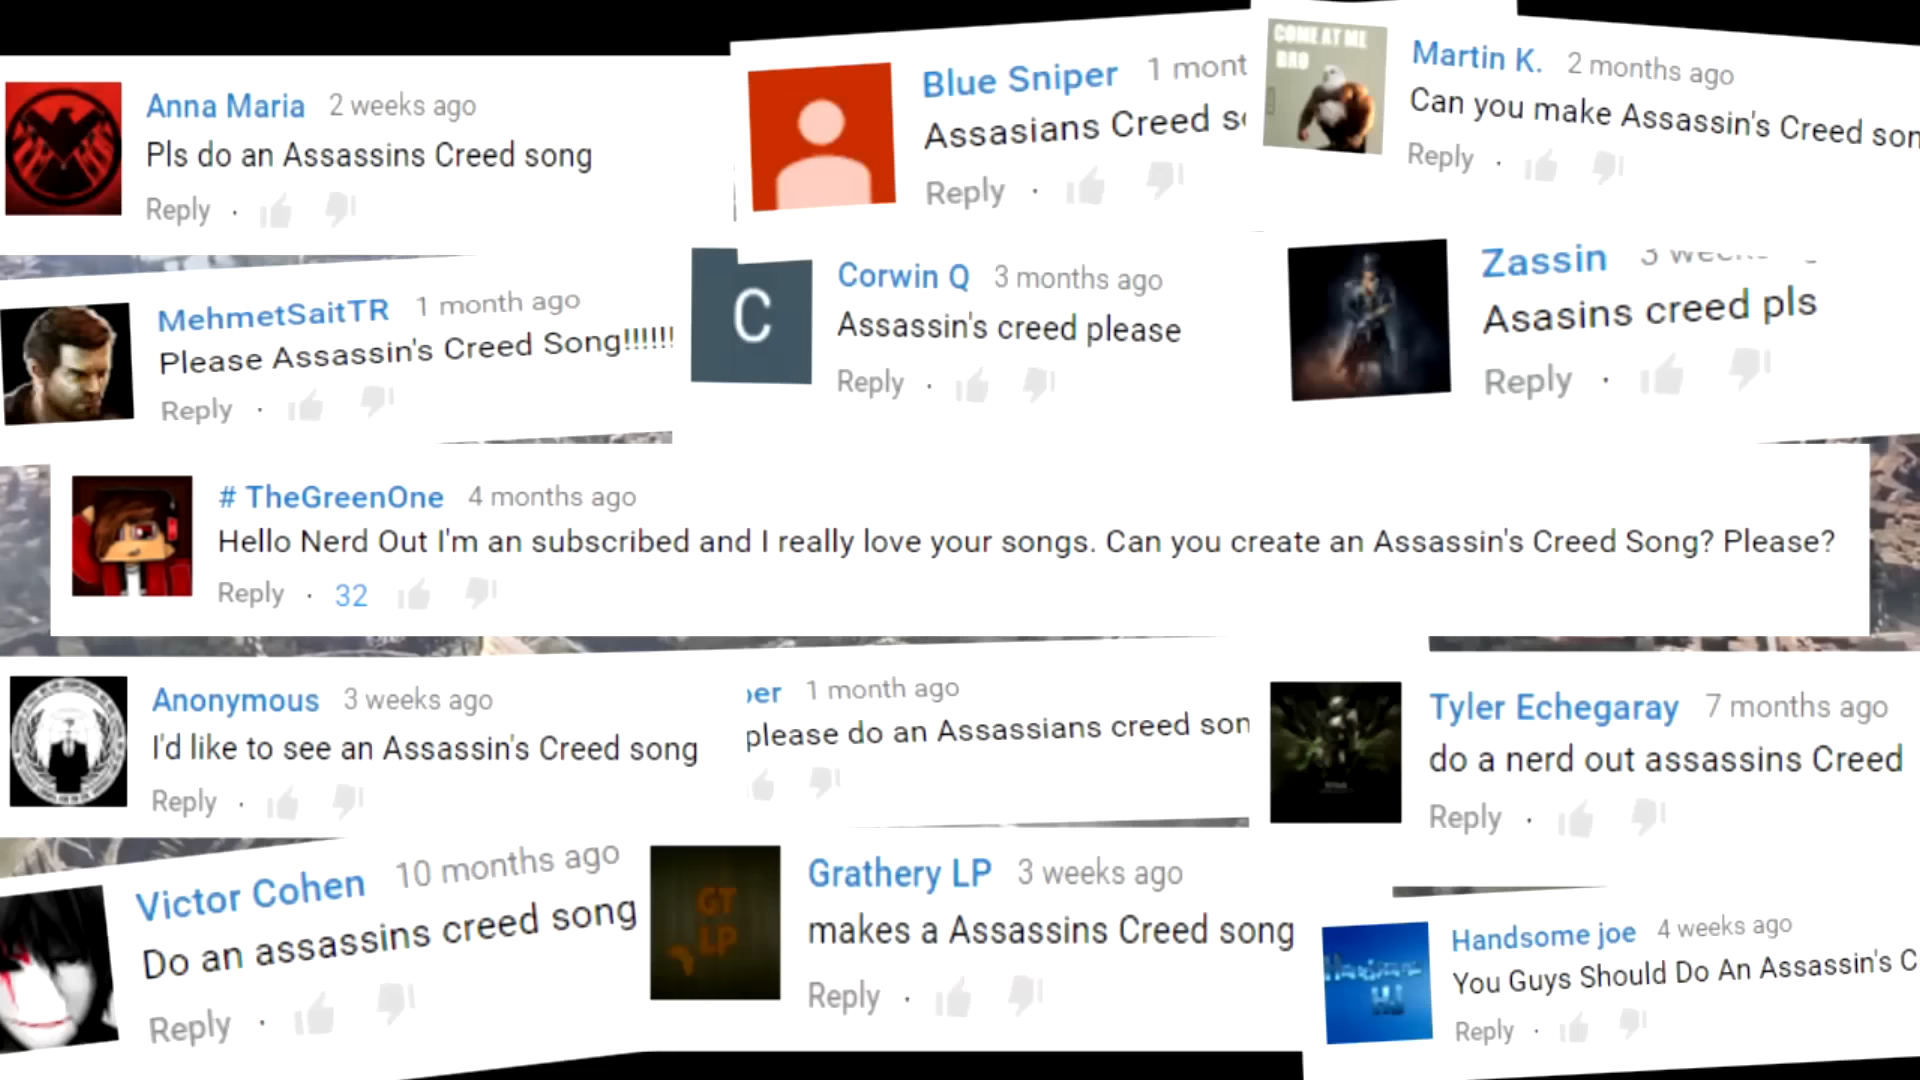 Anna Maria 2 weeks ago
Pls do an Assassins Creed song
Reply ·
Blue Sniper 1 mont
Assasians Creed s
Reply ·
COME AT ME
BRO
Martin K. 2 months ago
Can you make Assassin's Creed son
Reply ·
MehmetSaitTR 1 month ago
Please Assassin's Creed Song!!!!!!
Reply ·
C
Corwin Q 3 months ago
Assassin's creed please
Reply ·
Zassin 3
Asasins creed pls
Reply ·
# TheGreenOne 4 months ago
Hello Nerd Out I'm an subscribed and I really love your songs. Can you create an Assassin's Creed Song? Please?
Reply · 32
Anonymous 3 weeks ago
I'd like to see an Assassin's Creed song
Reply ·
per 1 month ago
please do an Assassians creed son
Tyler Echegaray 7 months ago
do a nerd out assassins Creed
Reply ·
Victor Cohen 10 months ago
Do an assassins creed song
Reply ·
GT
LP
Grathery LP 3 weeks ago
makes a Assassins Creed song
Reply ·
Handsome joe 4 weeks ago
You Guys Should Do An Assassin's C
Reply ·
HJ